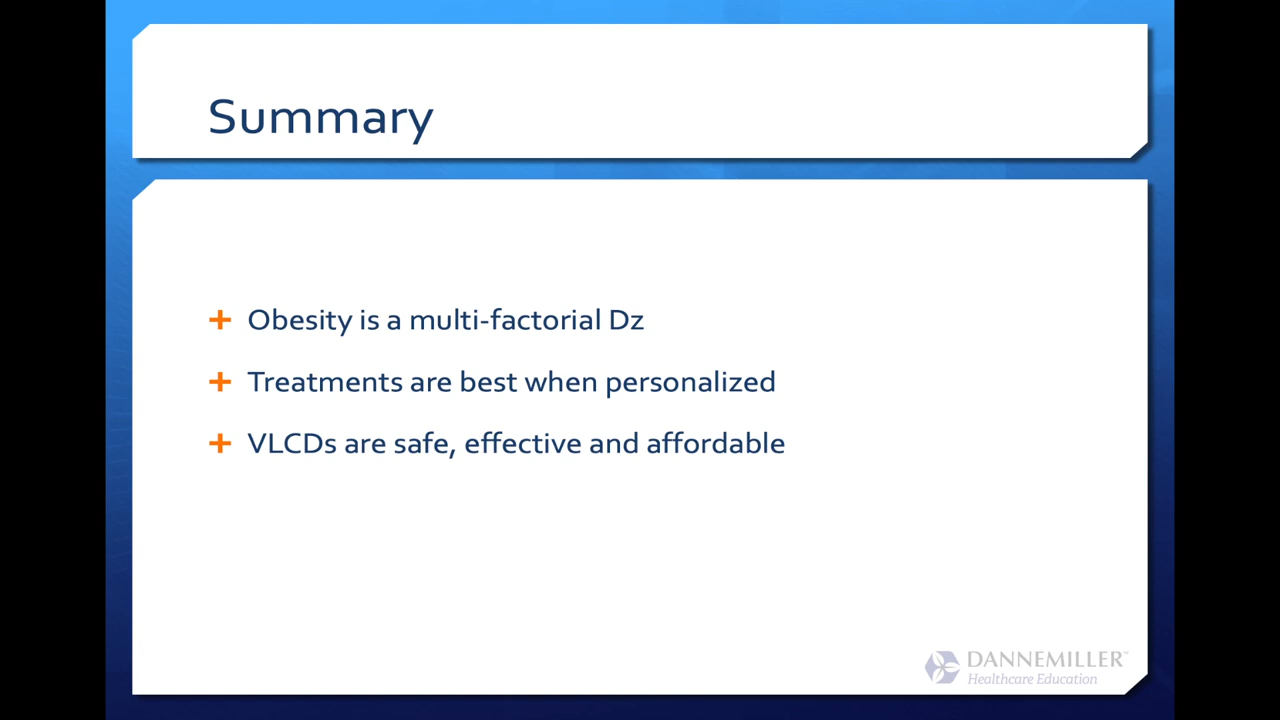 Summary
Obesity is a multi-factorial Dz
Treatments are best when personalized
VLCDs are safe, effective and affordable
DANNEMILLER™
Healthcare Education